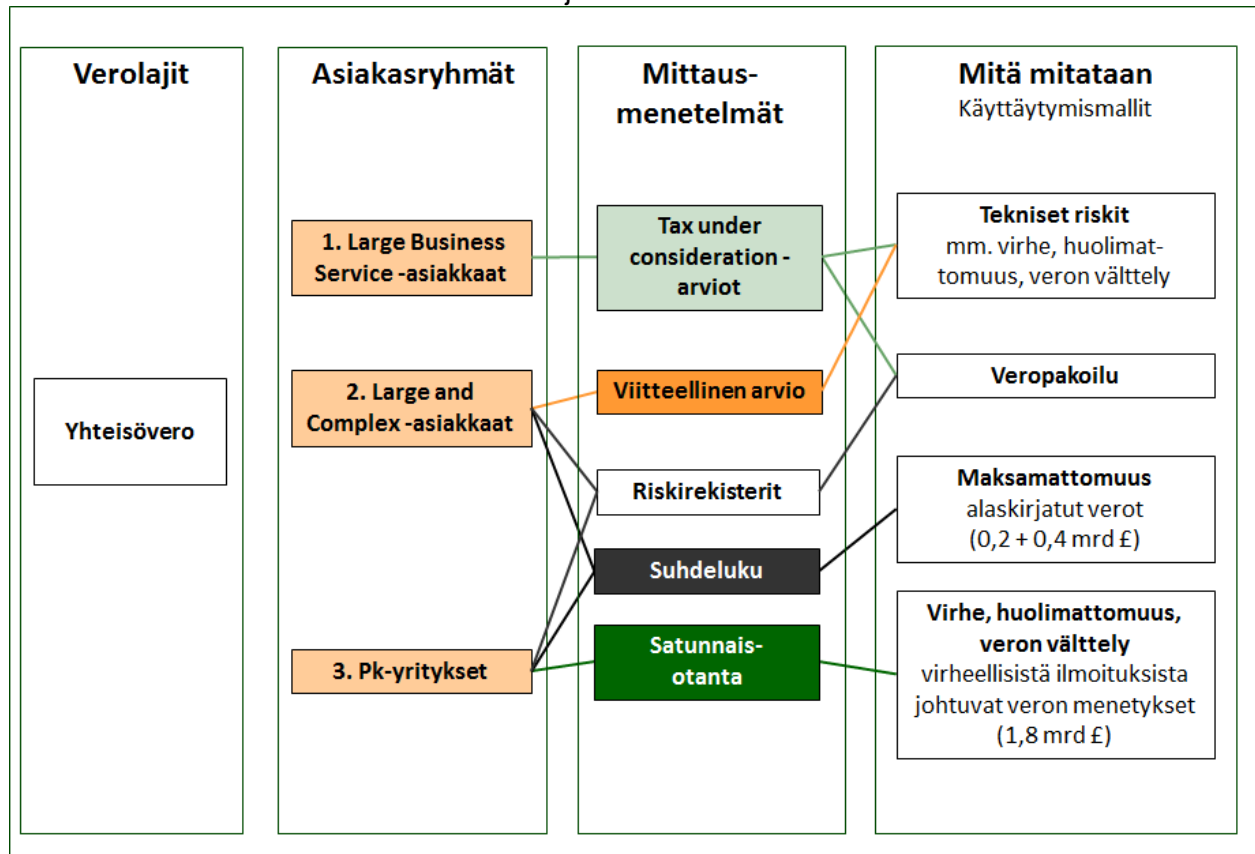 Verolajit
Yhteisövero
Asiakasryhmät
1. Large Business
Service -asiakkaat
2. Large and
Complex -asiakkaat
3. Pk-yritykset
Mittaus-
menetelmät
Tax under
consideration -
arviot
Viitteellinen arvio
Riskirekisterit
Suhdeluku
Satunnais-
otanta
Mitä mitataan
Käyttäytymismallit
Tekniset riskit
mm. virhe, huolimat-
tomuus, veron välttely
Veropakoilu
Maksamattomuus
alaskirjatut verot
(0,2 + 0,4 mrd £)
Virhe, huolimattomuus,
veron välttely
virheellisistä ilmoituksista
johtuvat veron menetykset
(1,8 mrd £)